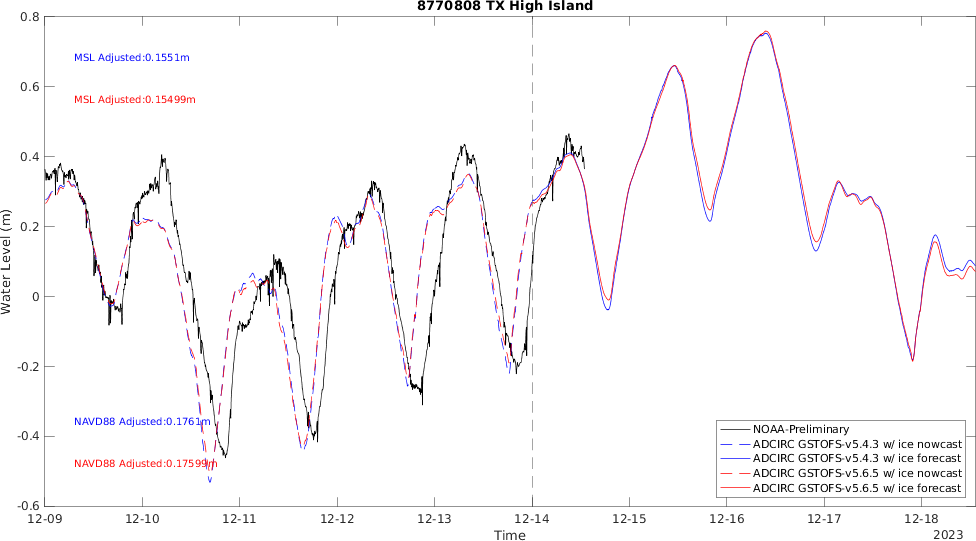 8770808 TX High Island
0.8
0.6
0.4
0.2
0
-0.2
-0.4
-0.6
Water Level (m)
MSL Adjusted:0.1551m
MSL Adjusted:0.15499m
NAVD88 Adjusted:0.1761m
NAVD88 Adjusted:0.17599m
NOAA-Preliminary
ADCIRC GSTOFS-v5.4.3 w/ ice nowcast
ADCIRC GSTOFS-v5.4.3 w/ ice forecast
ADCIRC GSTOFS-v5.6.5 w/ ice nowcast
ADCIRC GSTOFS-v5.6.5 w/ ice forecast
12-09 12-10 12-11 12-12 12-13 12-14 12-15 12-16 12-17 12-18
Time
2023